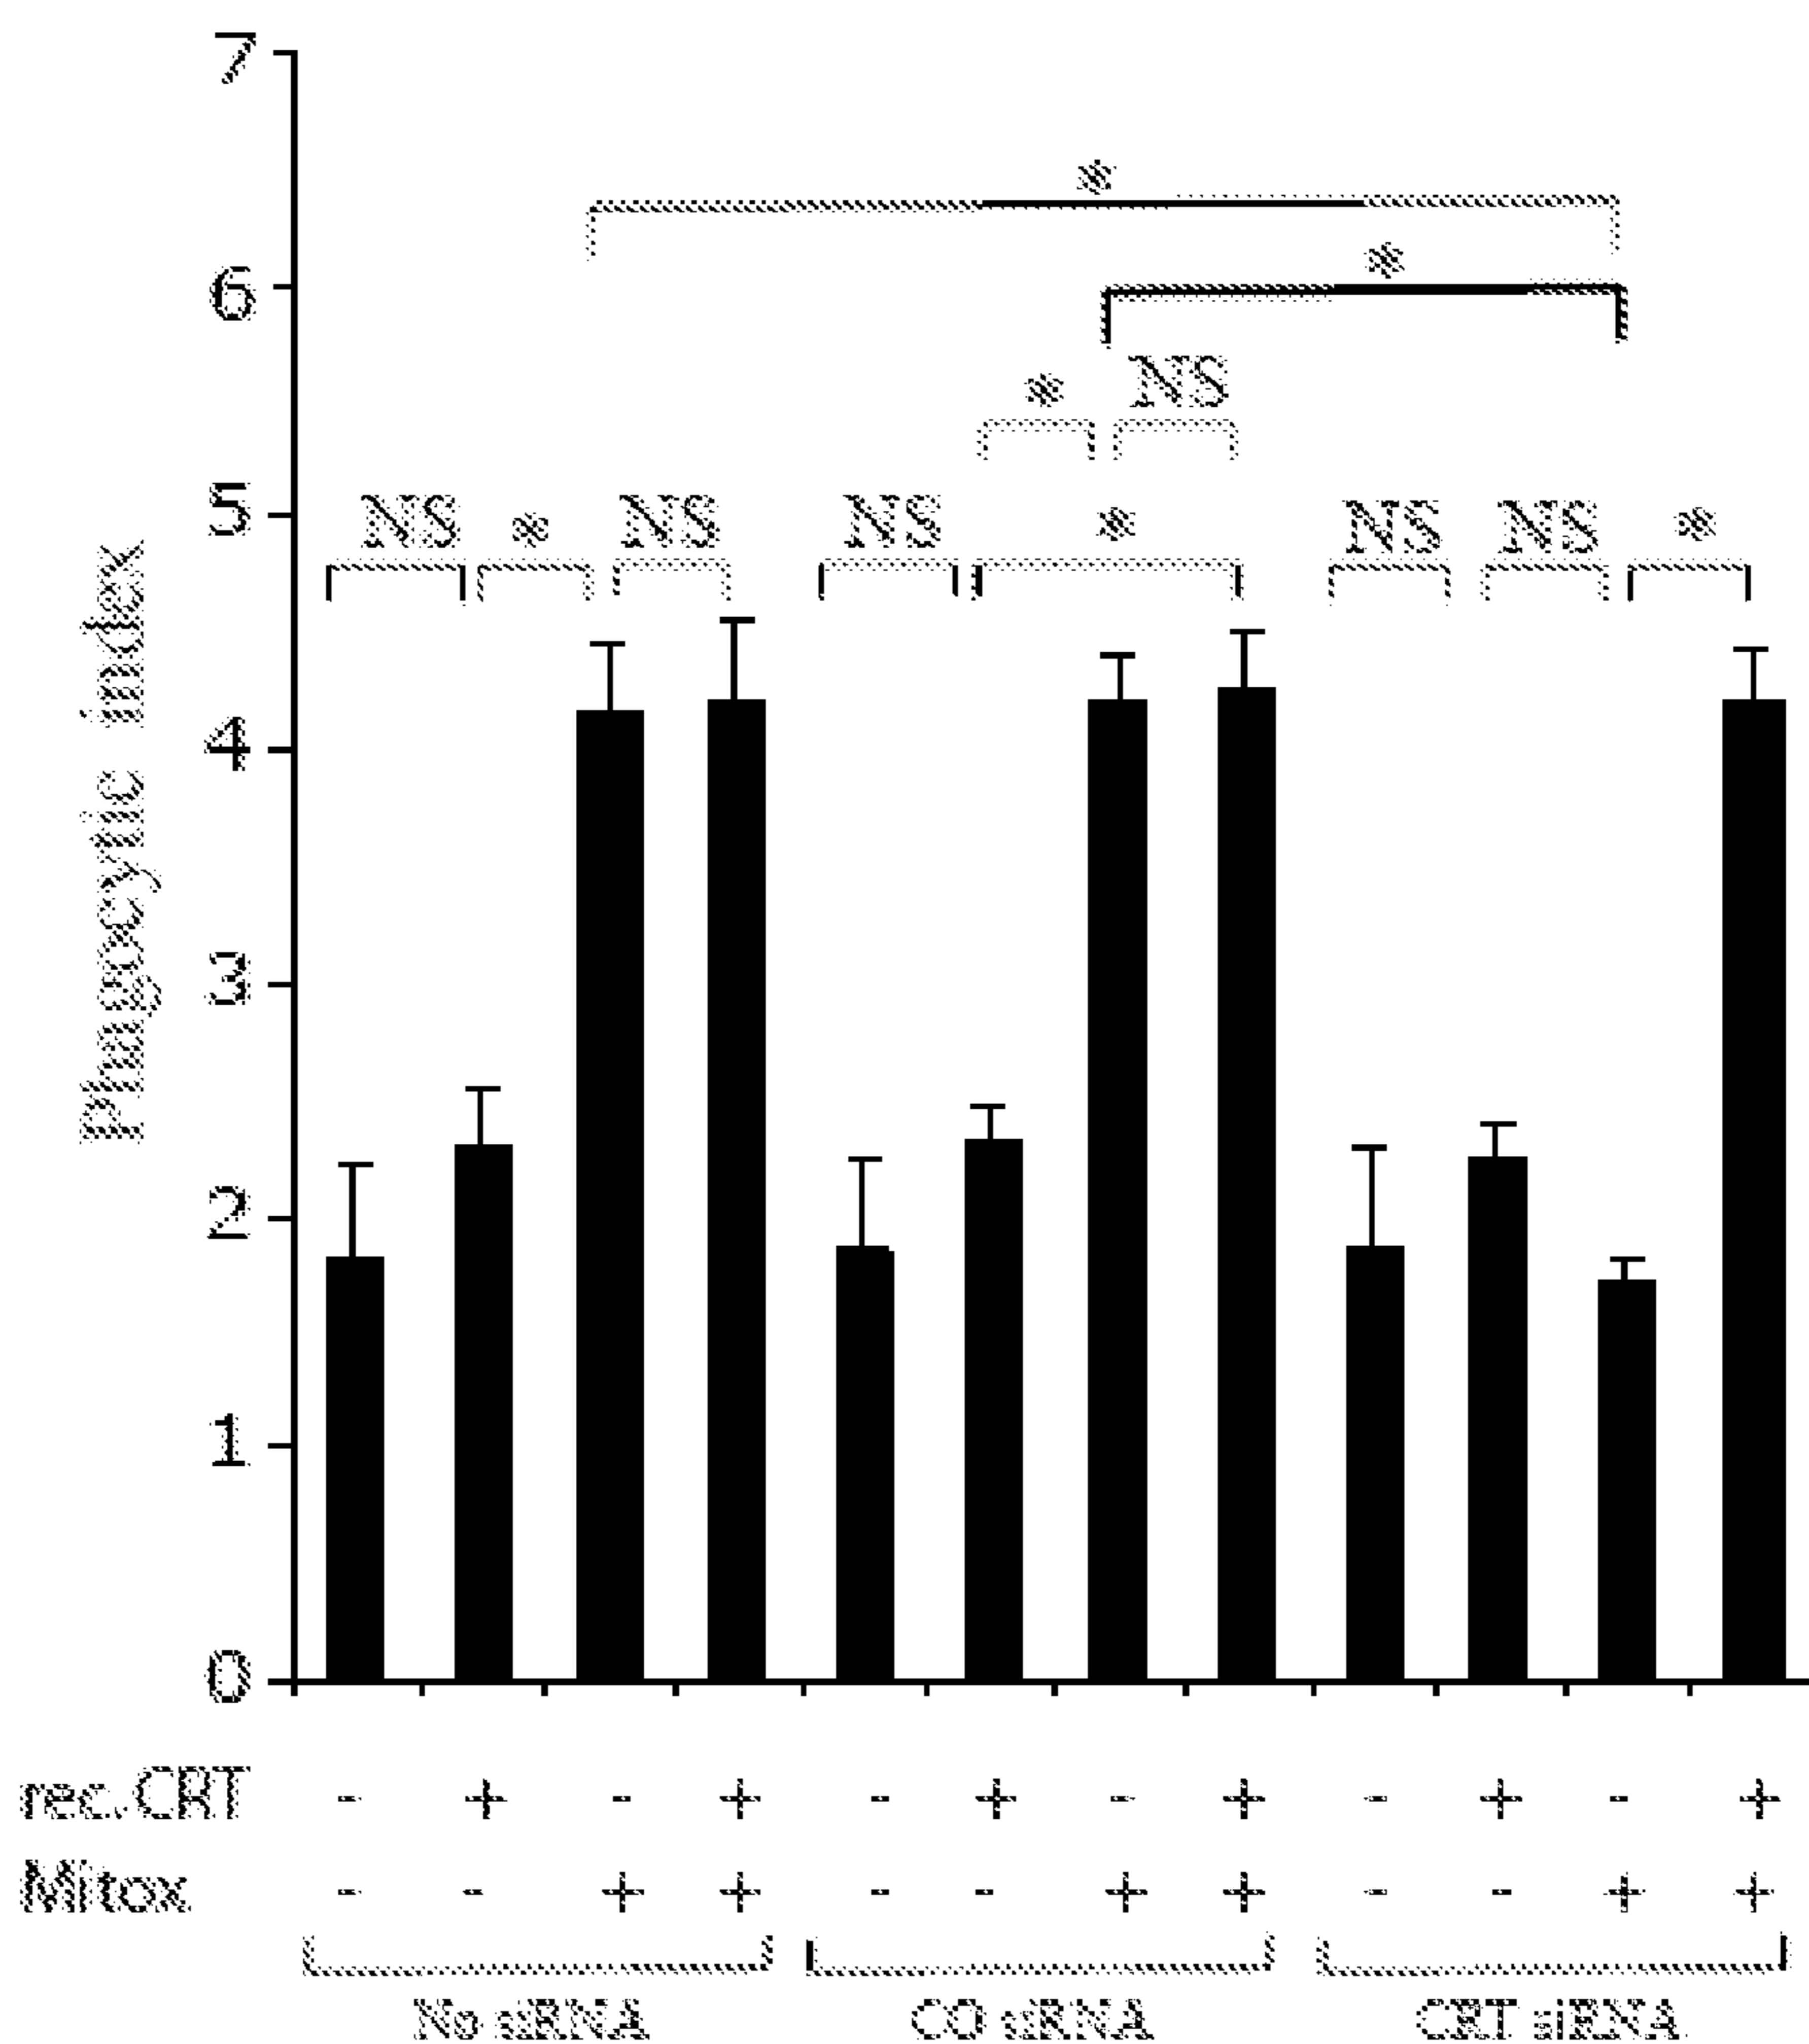 7
*
6
*
* NS
5
NS * NS NS * NS NS *
Phagocytic index
4
3
2
1
0
rec.CRT - + - + - + - + - + - +
Mitox - - + + - - + + - - + +
No siRNA CO siRNA CRT siRNA